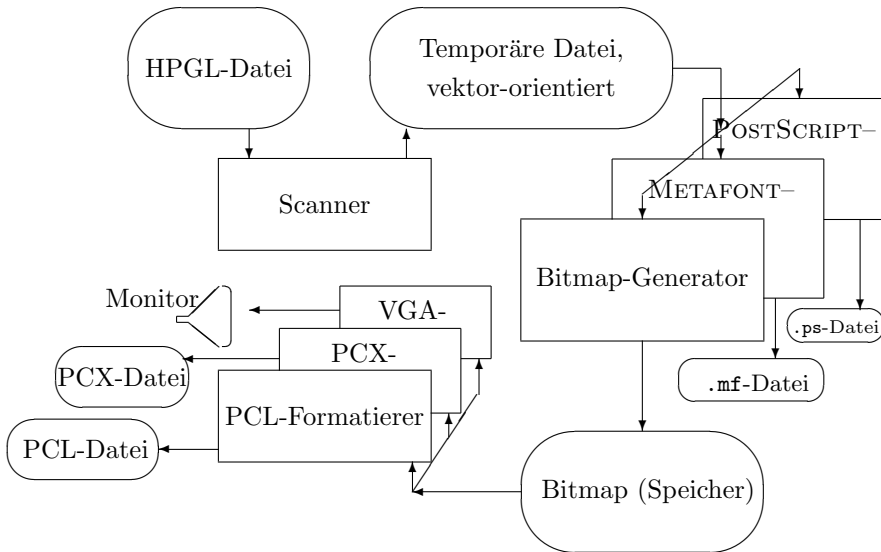 HPGL-Datei
Temporäre Datei,
vektor-orientiert
POSTSCRIPT–
METAFONT–
Scanner
Bitmap-Generator
Monitor
VGA-
.ps-Datei
PCX-
PCX-Datei
.mf-Datei
PCL-Formatierer
PCL-Datei
Bitmap (Speicher)